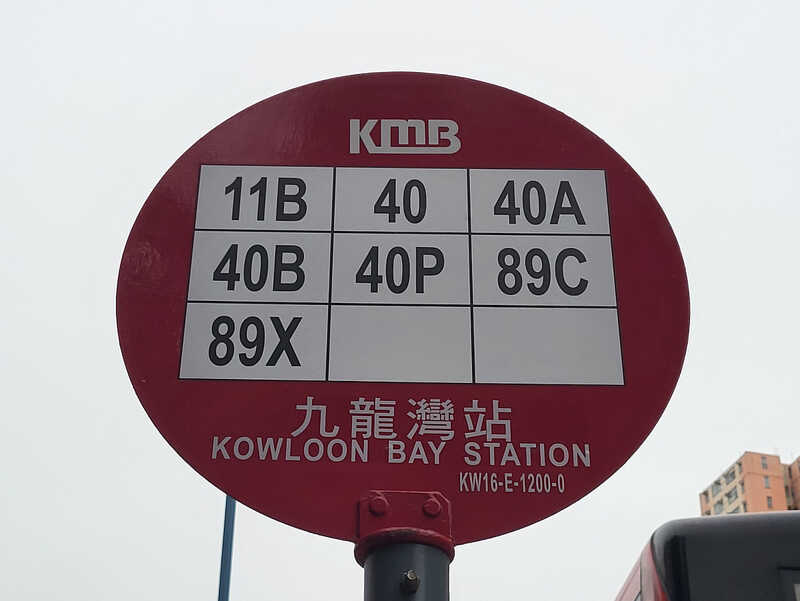 KMB
11B 40 40A
40B 40P 89C
89X
九龍灣站
KOWLOON BAY STATION
KW16-E-1200-0